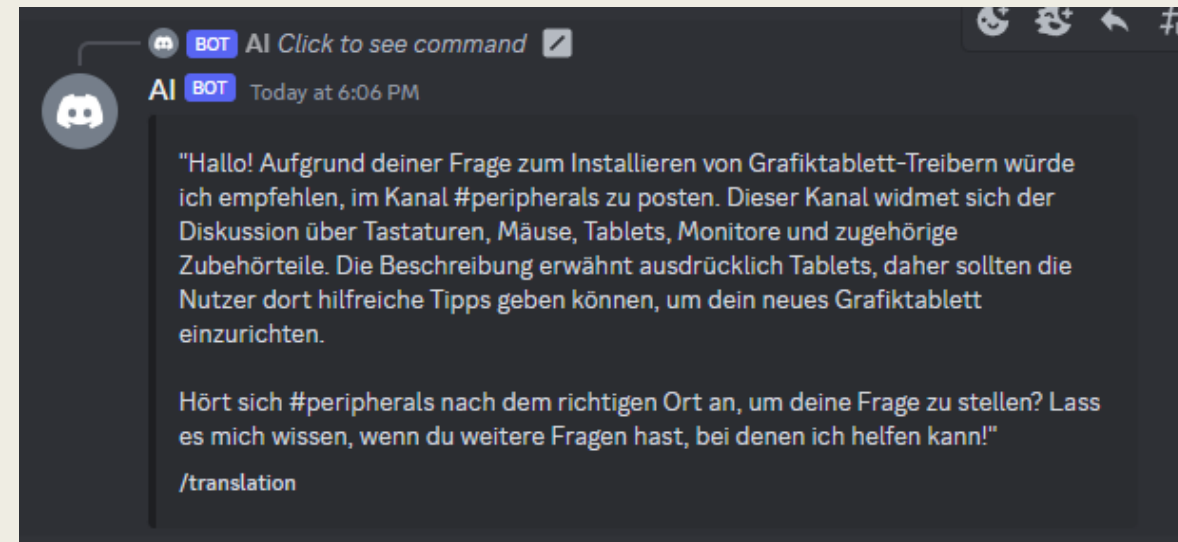 BOT AI Click to see command
AI BOT Today at 6:06 PM
"Hallo! Aufgrund deiner Frage zum Installieren von Grafiktablett-Treibern würde
ich empfehlen, im Kanal #peripherals zu posten. Dieser Kanal widmet sich der
Diskussion über Tastaturen, Mäuse, Tablets, Monitore und zugehörige
Zubehörteile. Die Beschreibung erwähnt ausdrücklich Tablets, daher sollten die
Nutzer dort hilfreiche Tipps geben können, um dein neues Grafiktablett
einzurichten.
Hört sich #peripherals nach dem richtigen Ort an, um deine Frage zu stellen? Lass
es mich wissen, wenn du weitere Fragen hast, bei denen ich helfen kann!"
/translation